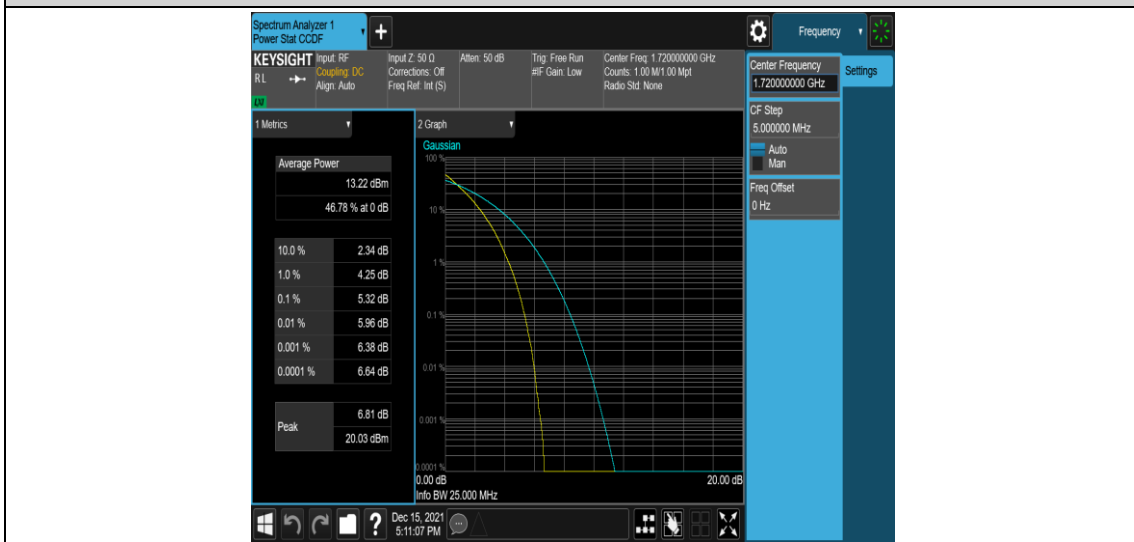 Spectrum Analyzer 1
Power Stat CCDF
+
Frequency
KEYSIGHT
RL
LXI
Input: RF
Coupling: DC
Align: Auto
Input Z: 50 Ω
Corrections: Off
Freq Ref: Int (S)
Atten: 50 dB
Trig: Free Run
#IF Gain: Low
Center Freq: 1.720000000 GHz
Counts: 1.00 M/1.00 Mpt
Radio Std: None
Center Frequency
1.720000000 GHz
Settings
CF Step
5.000000 MHz
Auto
Man
Freq Offset
0 Hz
1 Metrics
Average Power
13.22 dBm
46.78 % at 0 dB
10.0 % 2.34 dB
1.0 % 4.25 dB
0.1 % 5.32 dB
0.01 % 5.96 dB
0.001 % 6.38 dB
0.0001 % 6.64 dB
Peak
6.81 dB
20.03 dBm
2 Graph
Gaussian
100 %
10 %
1 %
0.1 %
0.01 %
0.001 %
0.0001 %
0.00 dB 20.00 dB
Info BW 25.000 MHz
?
Dec 15, 2021
5:11:07 PM